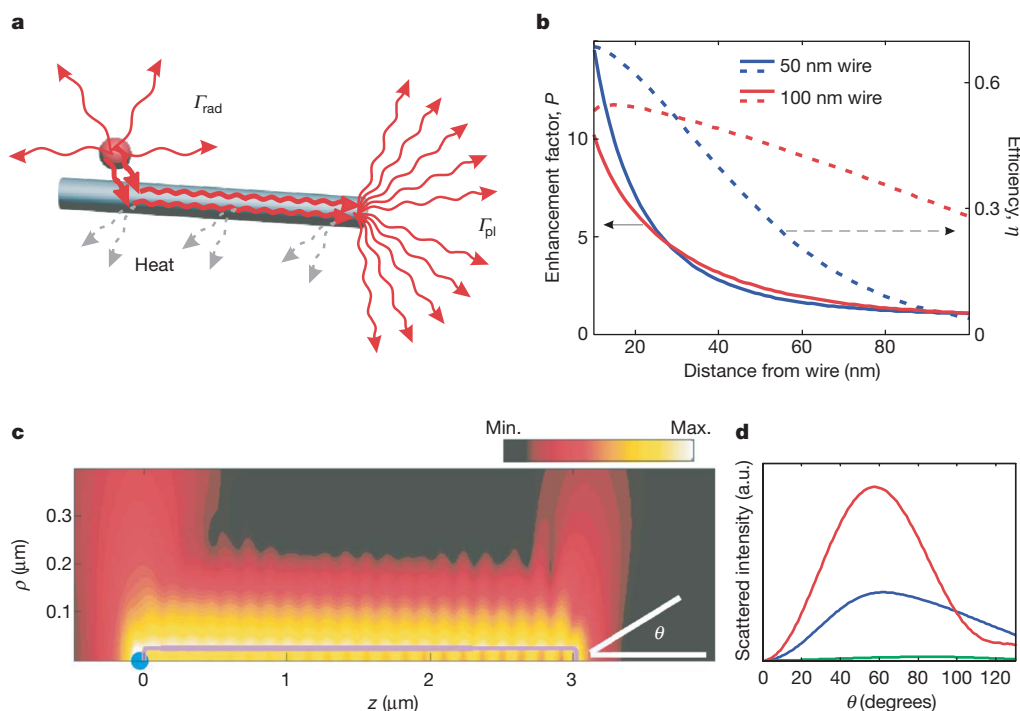 a
Γrad
Heat
Γpl
b
Enhancement factor, P
10
5
0
20
40
60
80
Distance from wire (nm)
50 nm wire
100 nm wire
0.6
0.3
0
Efficiency, η
c
Min.
Max.
ρ (μm)
0.3
0.2
0.1
θ
0
1
2
3
z (μm)
d
Scattered intensity (a.u.)
0 20 40 60 80 100 120
θ (degrees)